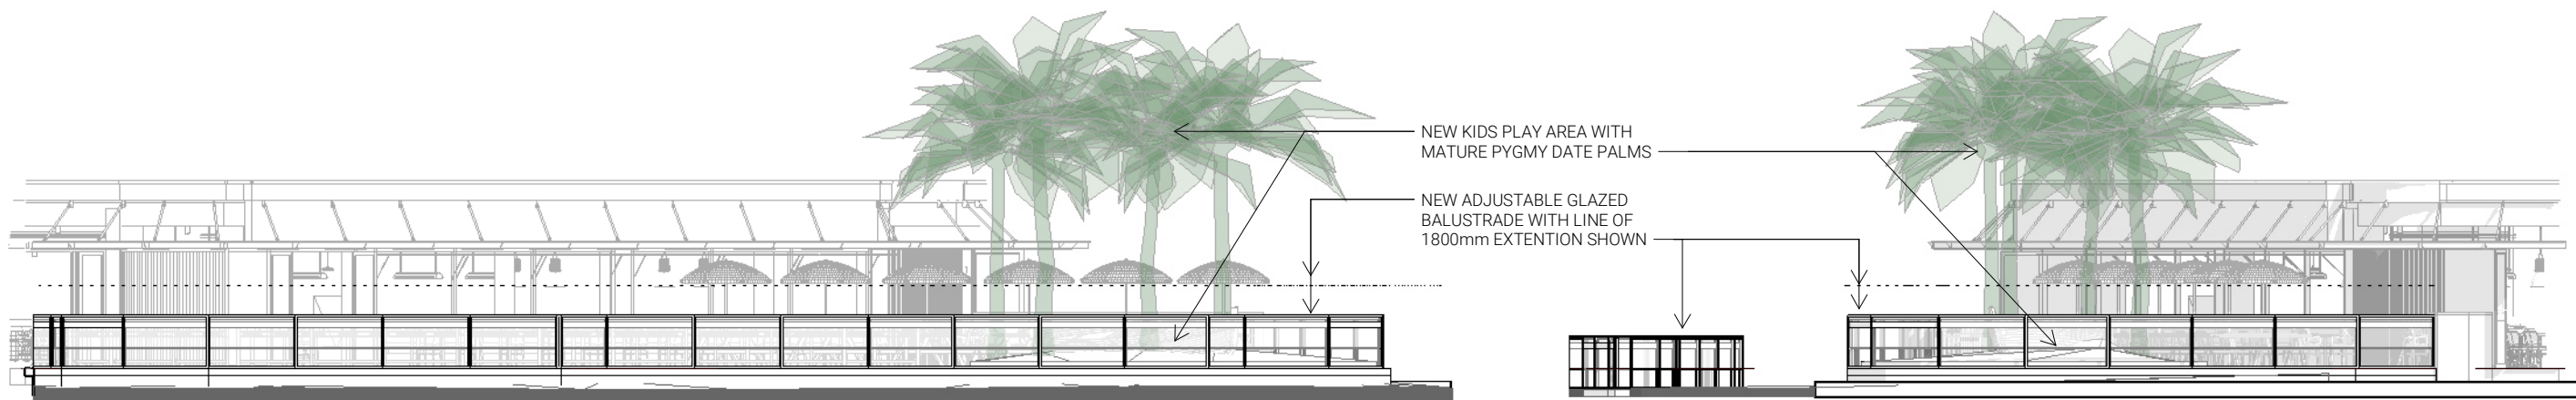 NEW KIDS PLAY AREA WITH
MATURE PYGMY DATE PALMS
NEW ADJUSTABLE GLAZED
BALUSTRADE WITH LINE OF
1800mm EXTENTION SHOWN